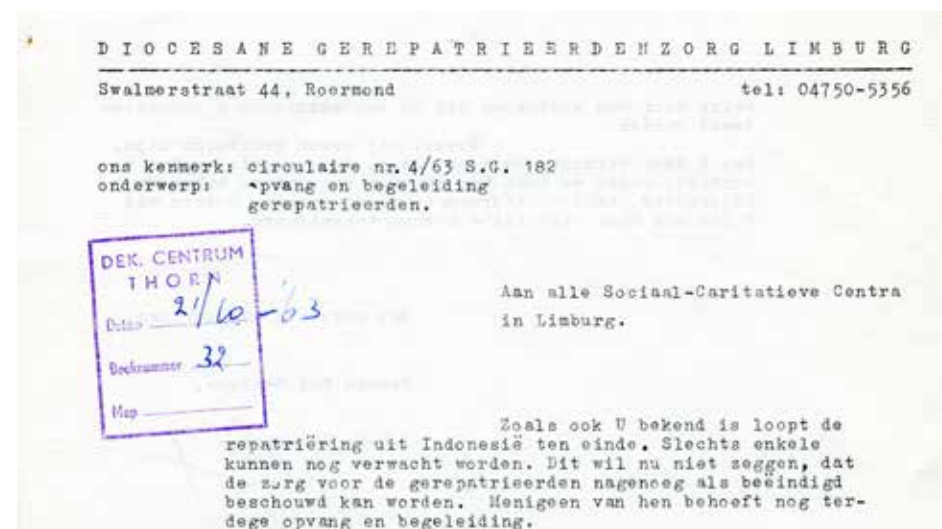 DIOCESANE GEREPATRIEERDENZORG LIMBURG
Swalmerstraat 44, Roermond tel: 04750-5356
ons kenmerk: circulaire nr. 4/63 S.G. 182
onderwerp: opvang en begeleiding
gerepatrieerden.
DEK. CENTRUM
THORN
Datum 21/10-'63
Boeknummer 32
Map
Aan alle Sociaal-Caritatieve Centra
in Limburg.
Zoals ook U bekend is loopt de
repatriëring uit Indonesië ten einde. Slechts enkele
kunnen nog verwacht worden. Dit wil nu niet zeggen, dat
de zorg voor de gerepatrieerden nagenoeg als beëindigd
beschouwd kan worden. Menigeen van hen behoeft nog ter-
dege opvang en begeleiding.